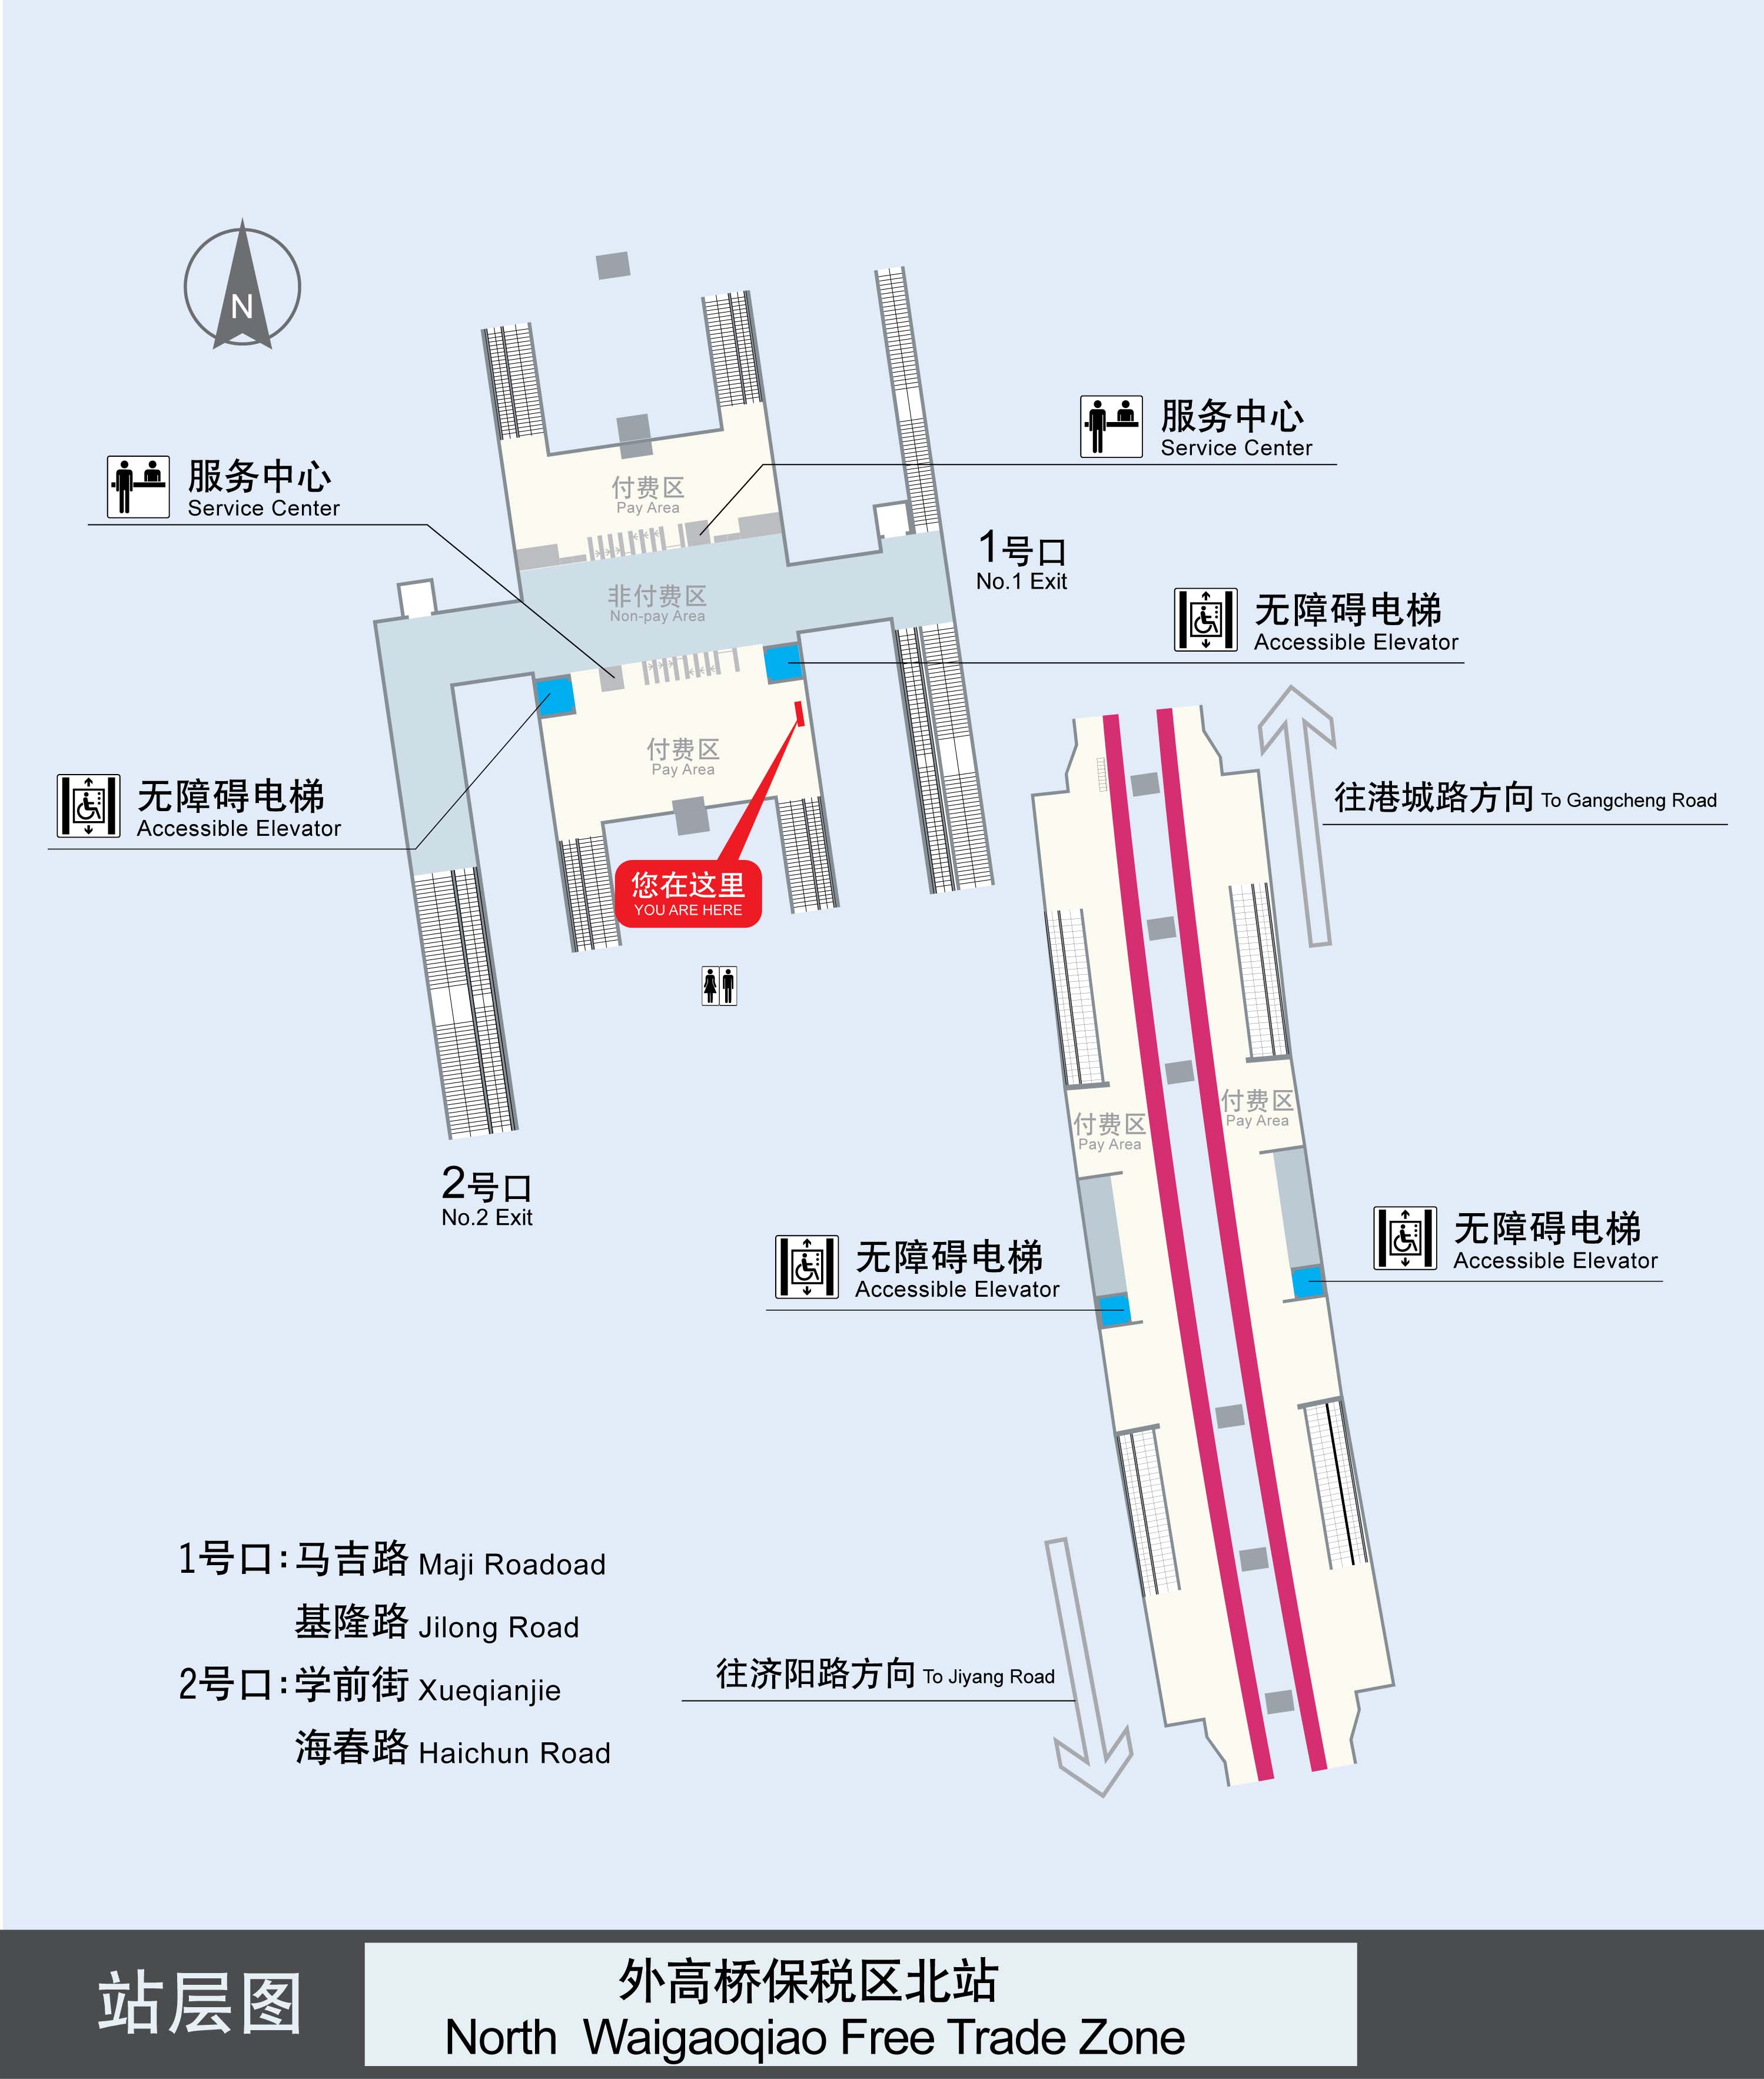 N
服务中心
Service Center
服务中心
Service Center
付费区
Pay Area
1号口
No.1 Exit
非付费区
Non-pay Area
无障碍电梯
Accessible Elevator
付费区
Pay Area
无障碍电梯
Accessible Elevator
往港城路方向 To Gangcheng Road
您在这里
YOU ARE HERE
付费区
Pay Area
付费区
Pay Area
2号口
No.2 Exit
无障碍电梯
Accessible Elevator
无障碍电梯
Accessible Elevator
1号口:马吉路 Maji Roadoad
基隆路 Jilong Road
2号口:学前街 Xueqianjie
海春路 Haichun Road
往济阳路方向 To Jiyang Road
站层图
外高桥保税区北站
North Waigaoqiao Free Trade Zone